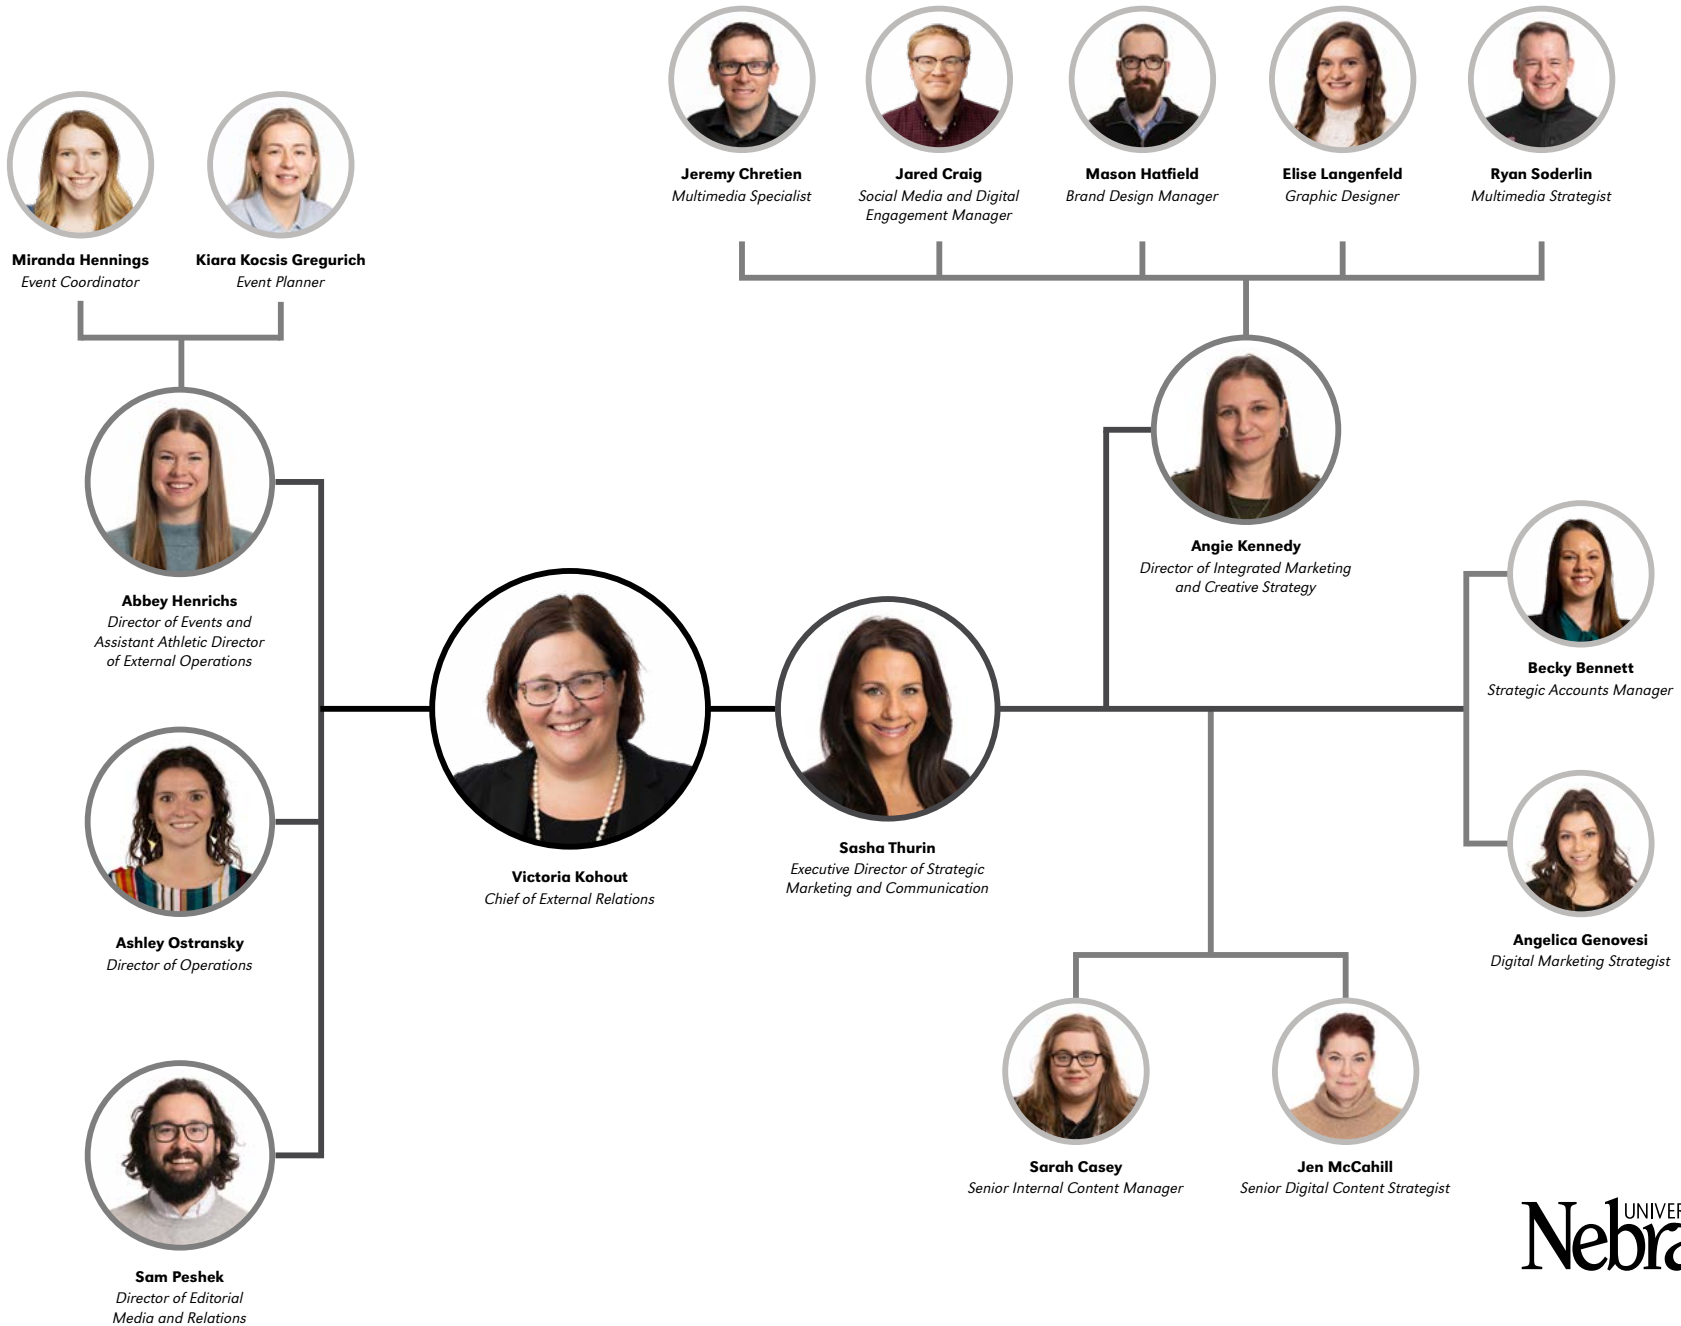 Jeremy Chretien
Multimedia Specialist
Jared Craig
Social Media and Digital
Engagement Manager
Mason Hatfield
Brand Design Manager
Elise Langenfeld
Graphic Designer
Ryan Soderlin
Multimedia Strategist
Miranda Hennings
Event Coordinator
Kiara Kocsis Gregurich
Event Planner
Abbey Henrichs
Director of Events and
Assistant Athletic Director
of External Operations
Angie Kennedy
Director of Integrated Marketing
and Creative Strategy
Becky Bennett
Strategic Accounts Manager
Victoria Kohout
Chief of External Relations
Sasha Thurin
Executive Director of Strategic
Marketing and Communication
Ashley Ostransky
Director of Operations
Angelica Genovesi
Digital Marketing Strategist
Sarah Casey
Senior Internal Content Manager
Jen McCahill
Senior Digital Content Strategist
Sam Peshek
Director of Editorial
Media and Relations